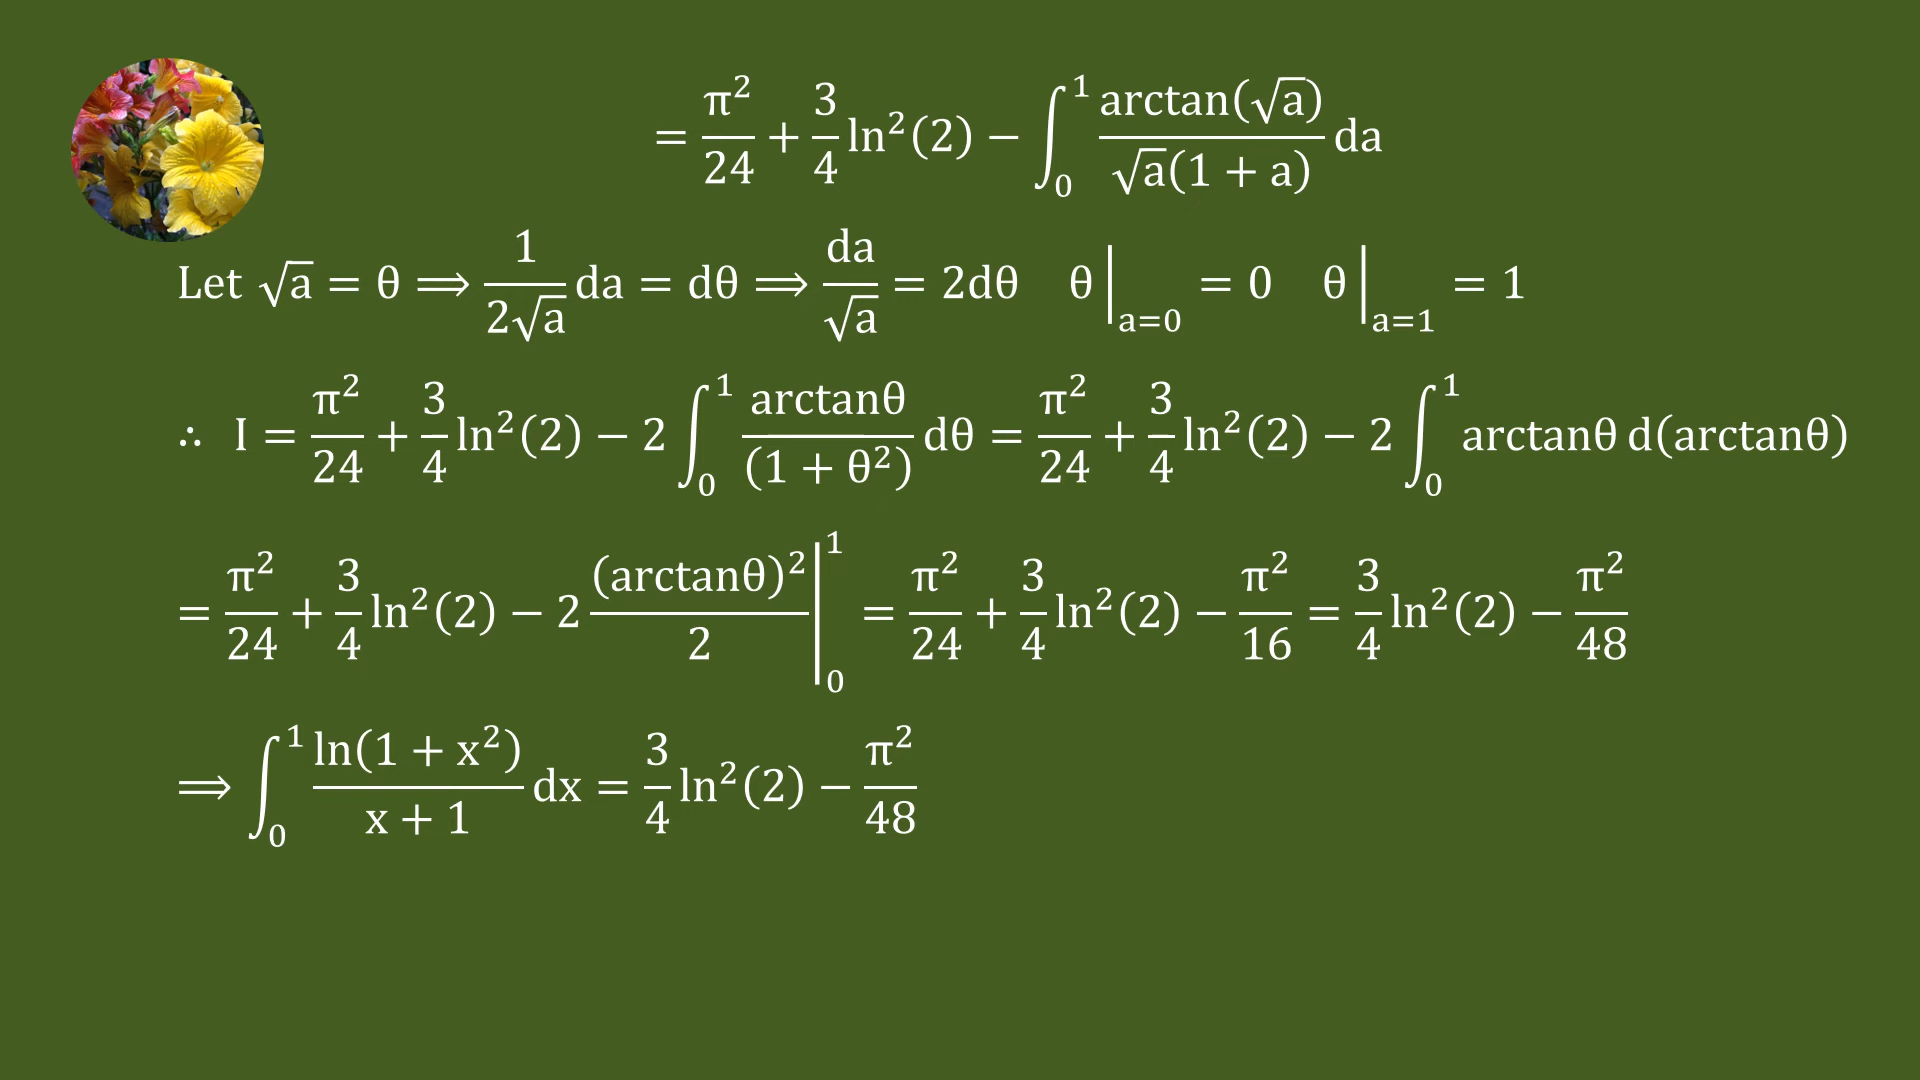 = π²/24 + 3/4 ln²(2) − ∫₀¹ arctan(√a)/(√a(1 + a)) da
Let √a = θ ⟹ 1/(2√a) da = dθ ⟹ da/√a = 2dθ θ|ₐ₌₀ = 0 θ|ₐ₌₁ = 1
∴ I = π²/24 + 3/4 ln²(2) − 2 ∫₀¹ arctanθ/(1 + θ²) dθ = π²/24 + 3/4 ln²(2) − 2 ∫₀¹ arctanθ d(arctanθ)
= π²/24 + 3/4 ln²(2) − 2 (arctanθ)²/2 |₀¹ = π²/24 + 3/4 ln²(2) − π²/16 = 3/4 ln²(2) − π²/48
⟹ ∫₀¹ ln(1 + x²)/(x + 1) dx = 3/4 ln²(2) − π²/48